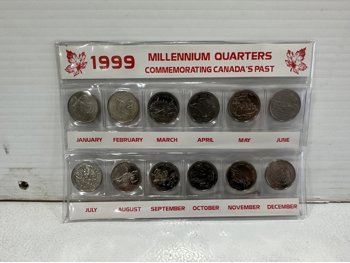 1999 MILLENNIUM QUARTERS
COMMEMORATING CANADA'S PAST
JANUARY FEBRUARY MARCH APRIL MAY JUNE
JULY AUGUST SEPTEMBER OCTOBER NOVEMBER DECEMBER